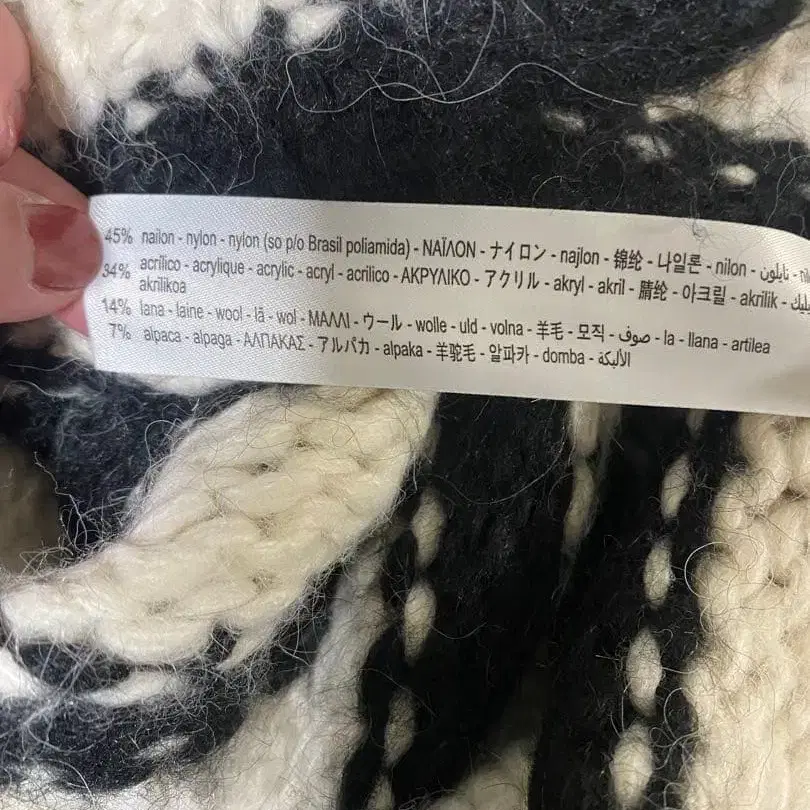 45% nailon - nylon - nylon (so p/o Brasil poliamida) - ΝΑΪΛΟΝ - ナイロン - najlon - 锦纶 - 나일론 - nilon - نايلون -
34% acrílico - acrylique - acrylic - acryl - acrilico - ΑΚΡΥΛΙΚΟ - アクリル - akryl - akril - 腈纶 - 아크릴 - akrilik -
akrilikoa
14% lana - laine - wool - lã - wol - ΜΑΛΛΙ - ウール - wolle - uld - volna - 羊毛 - 모직 - صوف - la - llana - artilea
7% alpaca - alpaga - ΑΛΠΑΚΑΣ - アルパカ - alpaka - 羊驼毛 - 알파카 - domba - الألبكة